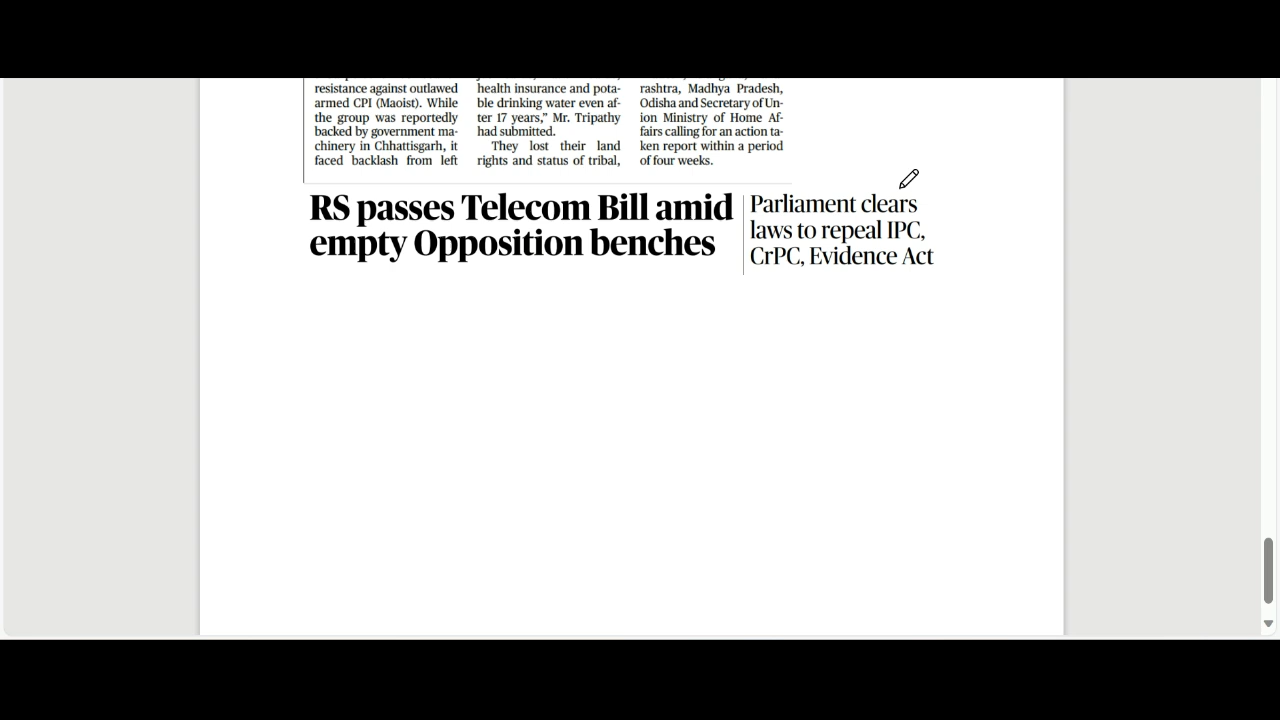 resistance against outlawed
armed CPI (Maoist). While
the group was reportedly
backed by government ma-
chinery in Chhattisgarh, it
faced backlash from left
health insurance and pota-
ble drinking water even af-
ter 17 years,” Mr. Tripathy
had submitted.
They lost their land
rights and status of tribal,
rashtra, Madhya Pradesh,
Odisha and Secretary of Un-
ion Ministry of Home Af-
fairs calling for an action ta-
ken report within a period
of four weeks.
RS passes Telecom Bill amid
empty Opposition benches
Parliament clears
laws to repeal IPC,
CrPC, Evidence Act